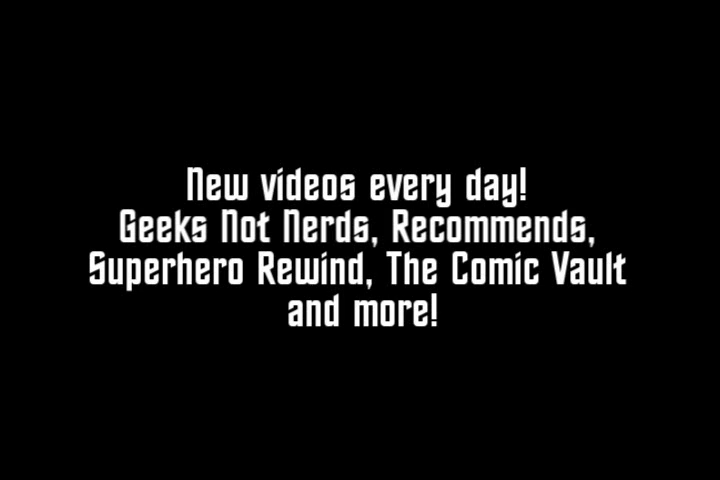 New videos every day!
Geeks Not Nerds, Recommends,
Superhero Rewind, The Comic Vault
and more!